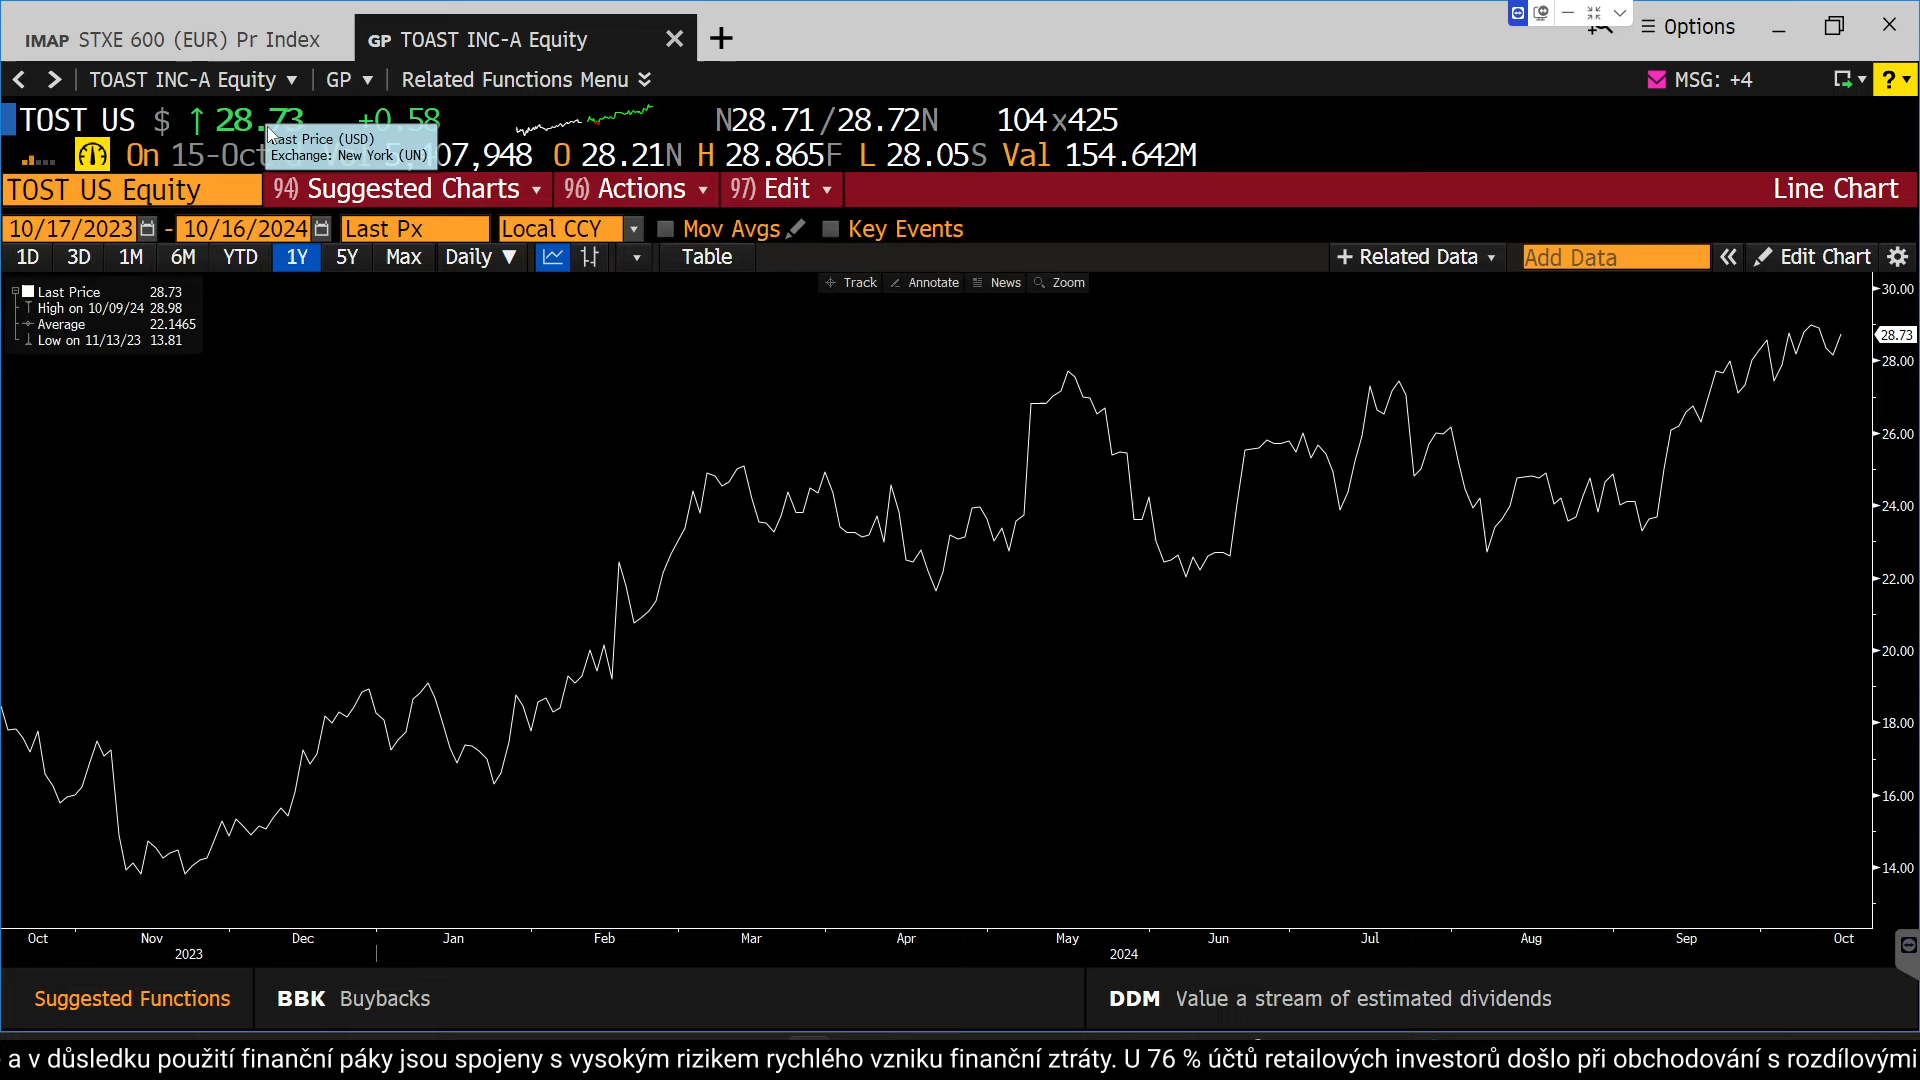 IMAP STXE 600 (EUR) Pr Index
GP TOAST INC-A Equity
Options
TOAST INC-A Equity GP Related Functions Menu
MSG: +4
?
TOST US $ ↑ 28.73 +0.58 N28.71/28.72N 104x425
Last Price (USD)
Exchange: New York (UN)
On 15-Oct 407,948 O 28.21N H 28.865F L 28.05S Val 154.642M
TOST US Equity 94) Suggested Charts 96) Actions 97) Edit Line Chart
10/17/2023 - 10/16/2024 Last Px Local CCY Mov Avgs Key Events
1D 3D 1M 6M YTD 1Y 5Y Max Daily ▼ Table + Related Data Add Data « Edit Chart
Track Annotate News Zoom
Last Price 28.73
High on 10/09/24 28.98
Average 22.1465
Low on 11/13/23 13.81
30.00
28.73
28.00
26.00
24.00
22.00
20.00
18.00
16.00
14.00
Oct Nov Dec Jan Feb Mar Apr May Jun Jul Aug Sep Oct
2023 2024
Suggested Functions BBK Buybacks DDM Value a stream of estimated dividends
a v důsledku použití finanční páky jsou spojeny s vysokým rizikem rychlého vzniku finanční ztráty. U 76 % účtů retailových investorů došlo při obchodování s rozdílovými